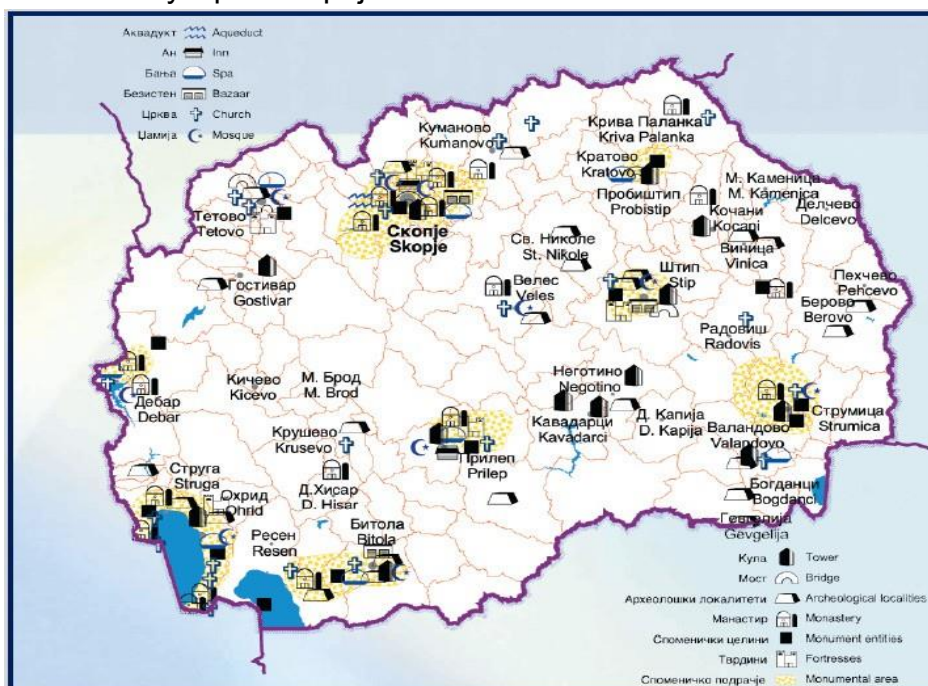 Аквадукт Aqueduct
Ан Inn
Бања Spa
Безистен Bazaar
Црква Church
Џамија Mosque
Куманово
Kumanovo
Крива Паланка
Kriva Palanka
Кратово
Kratovo
Пробиштип
Probistip
М. Каменица
M. Kamenica
Делчево
Delcevo
Кочани
Kocani
Виница
Vinica
Тетово
Tetovo
Скопје
Skopje
Св. Николе
St. Nikole
Штип
Stip
Пехчево
Pehcevo
Берово
Berovo
Гостивар
Gostivar
Велес
Veles
Радовиш
Radovis
Дебар
Debar
Кичево
Kicevo
М. Брод
M. Brod
Неготино
Negotino
Кавадарци
Kavadarci
Д. Капија
D. Kapija
Валандово
Valandovo
Струмица
Strumica
Крушево
Krusevo
Прилеп
Prilep
Струга
Struga
Охрид
Ohrid
Д.Хисар
D. Hisar
Ресен
Resen
Битола
Bitola
Богданци
Bogdanci
Гевгелија
Gevgelija
Кула Tower
Мост Bridge
Археолошки локалитети Archeological localities
Манастир Monastery
Споменички целини Monument entities
Тврдини Fortresses
Споменичко подрачје Monumental area